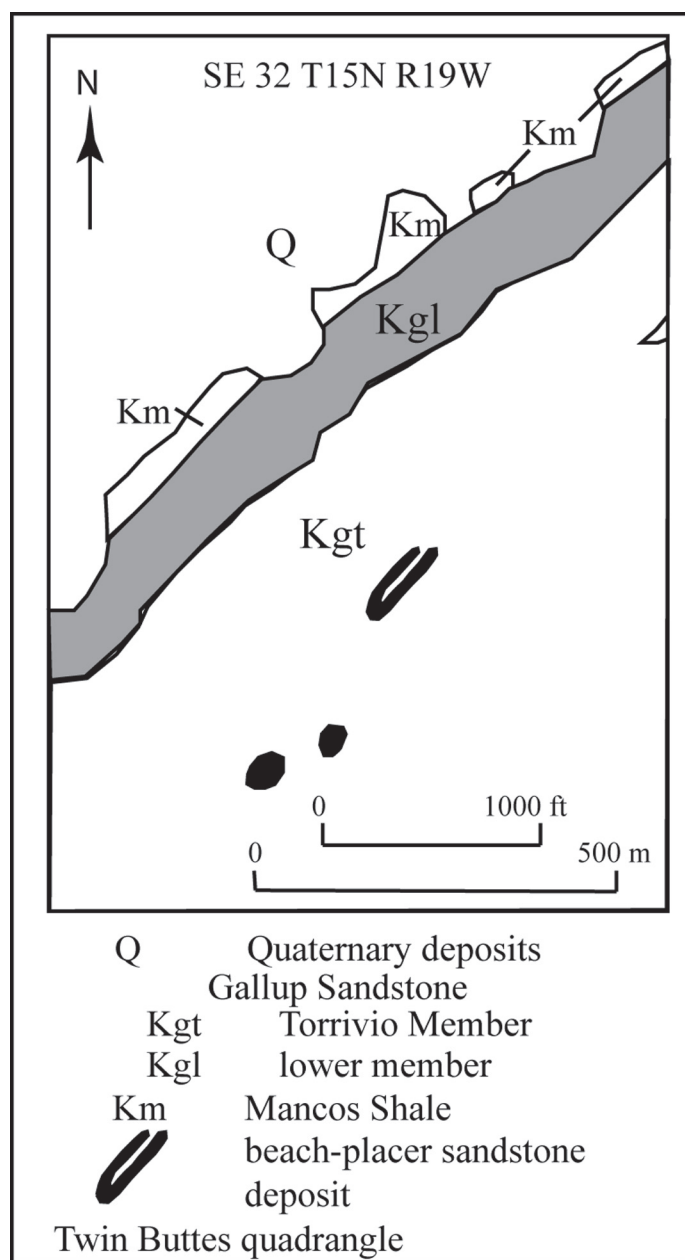 SE 32 T15N R19W
N
Km
Km
Q
Kgl
Km
Kgt
0 1000 ft
0 500 m
Q Quaternary deposits
Gallup Sandstone
Kgt Torrivio Member
Kgl lower member
Km Mancos Shale
beach-placer sandstone
deposit
Twin Buttes quadrangle